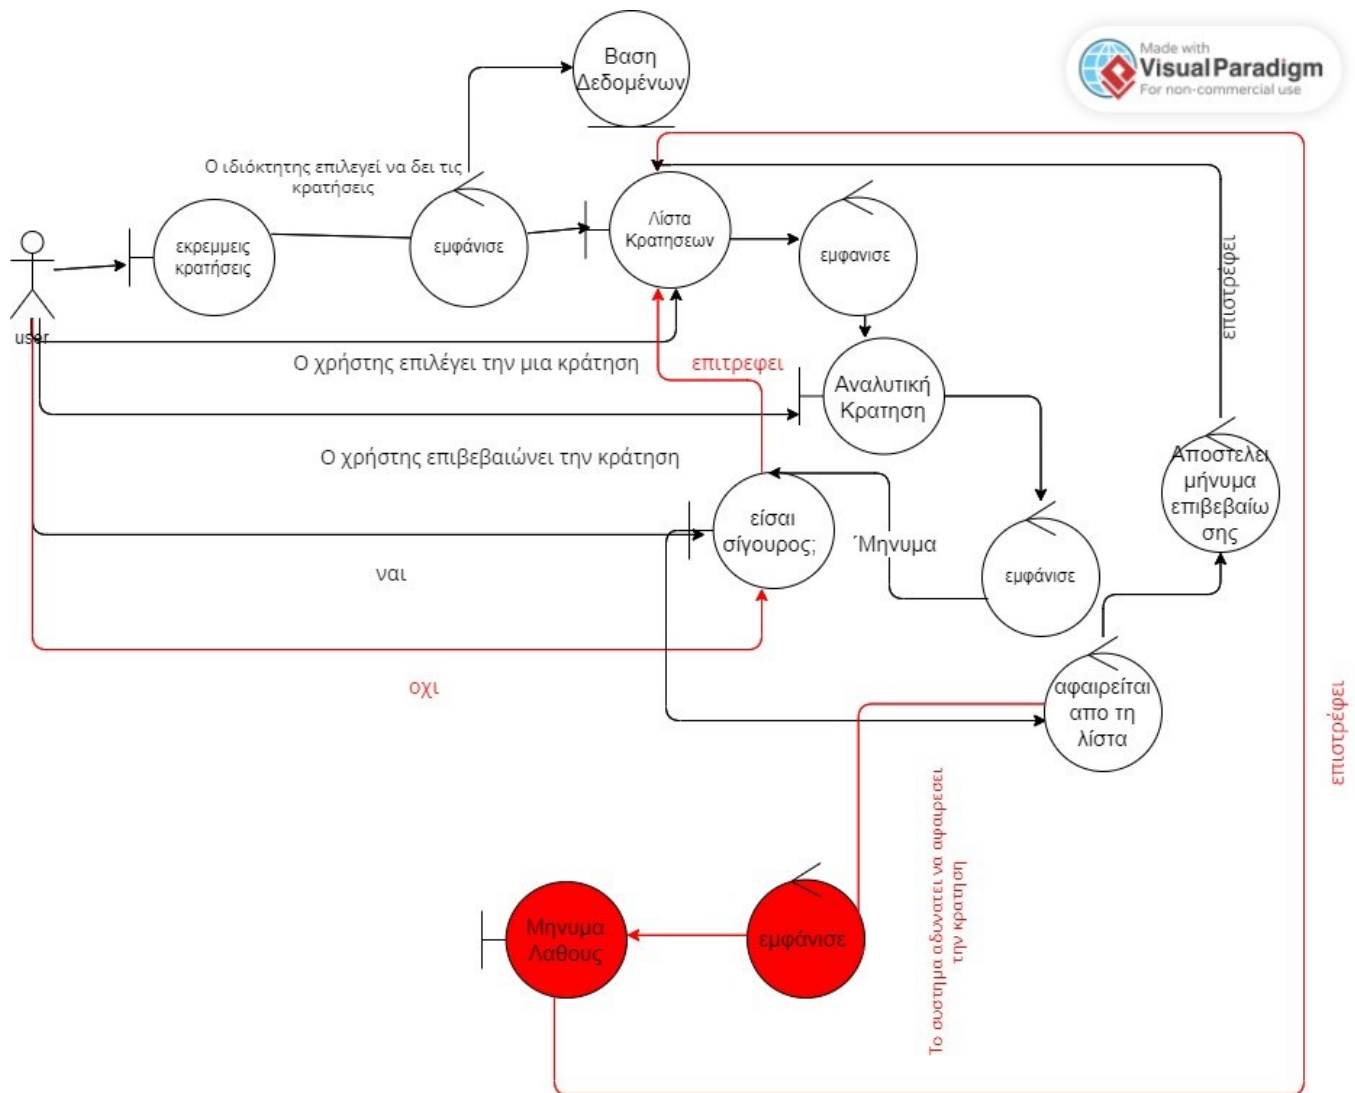 Made with
Visual Paradigm
For non-commercial use
Βαση
Δεδομένων
Ο ιδιόκτητης επιλεγεί να δει τις
κρατήσεις
εκρεμμεις
κρατήσεις
εμφάνισε
Λίστα
Κρατησεων
εμφανισε
επιστρεφει
user
Ο χρήστης επιλέγει την μια κράτηση
επιτρεφει
Αναλυτική
Κρατηση
Ο χρήστης επιβεβαιώνει την κράτηση
Αποστελει
μήνυμα
επιβεβαίω
σης
είσαι
σίγουρος;
Μηνυμα
εμφάνισε
ναι
οχι
αφαιρείται
απο τη
λίστα
επιστρέφει
Το συστημα αδυνατει να αφαιρεσει
την κρατηση
Μηνυμα
Λαθους
εμφάνισε